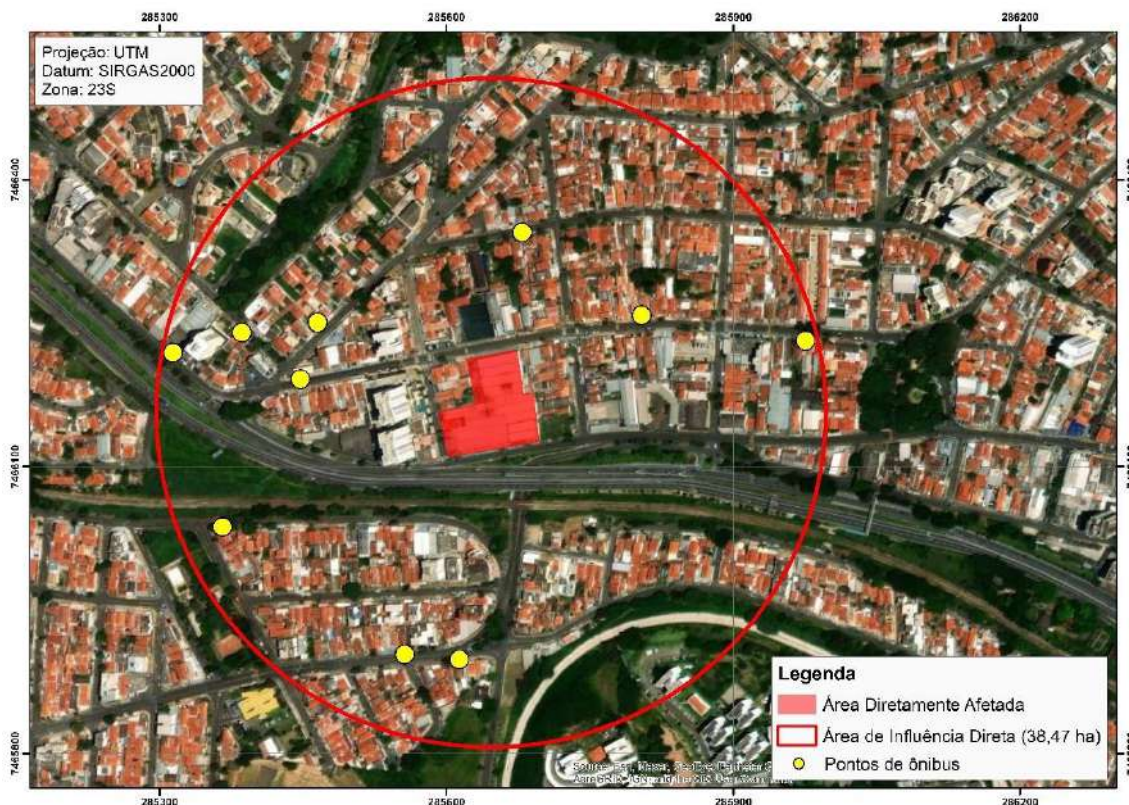 285300 285600 285900 286200
Projeção: UTM
Datum: SIRGAS2000
Zona: 23S
7466400
7466100
7465800
Legenda
Área Diretamente Afetada
Área de Influência Direta (38,47 ha)
Pontos de ônibus
285300 285600 285900 286200